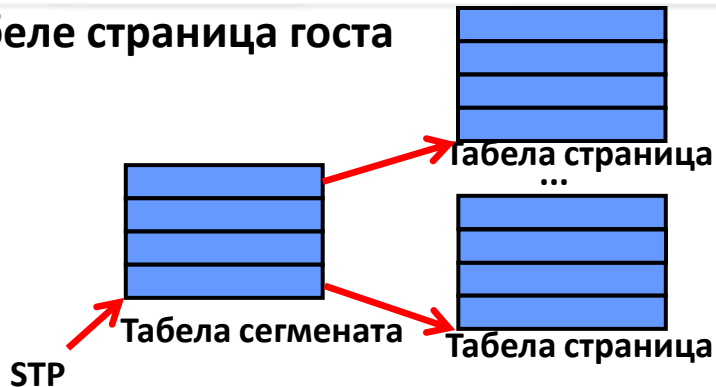 беле страница госта
Табела страница
...
Табела сегмената
Табела страница
STP